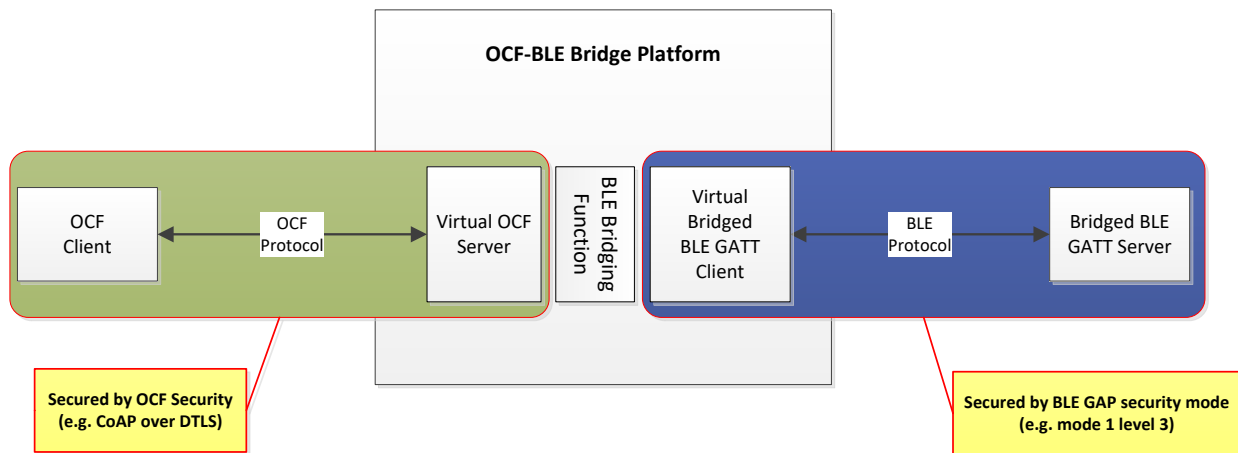 OCF-BLE Bridge Platform
OCF
Client
OCF
Protocol
Virtual OCF
Server
BLE Bridging
Function
Virtual
Bridged
BLE GATT
Client
BLE
Protocol
Bridged BLE
GATT Server
Secured by OCF Security
(e.g. CoAP over DTLS)
Secured by BLE GAP security mode
(e.g. mode 1 level 3)